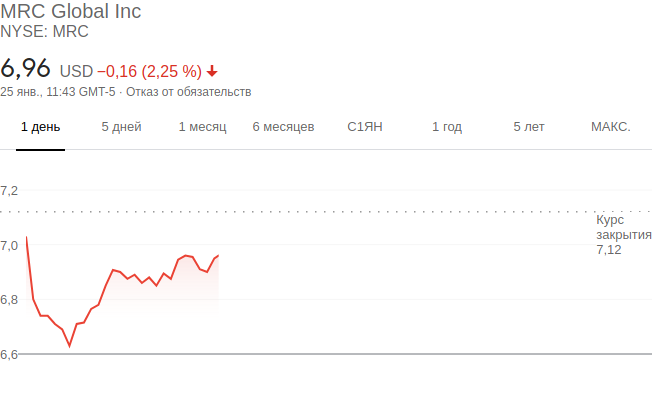 MRC Global Inc
NYSE: MRC
6,96 USD −0,16 (2,25 %)
25 янв., 11:43 GMT-5 · Отказ от обязательств
1 день 5 дней 1 месяц 6 месяцев С1ЯН 1 год 5 лет МАКС.
7,2
Курс
закрытия
7,12
7,0
6,8
6,6